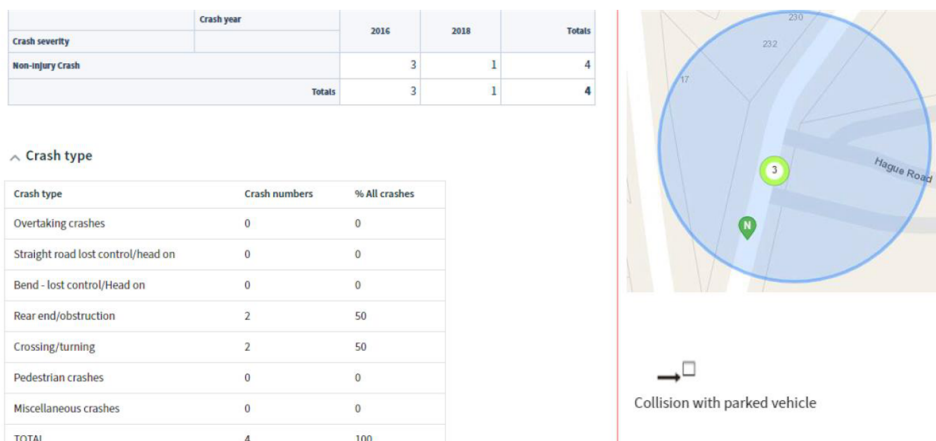 Crash year
2016 2018 Totals
Crash severity
Non-injury Crash 3 1 4
Totals 3 1 4
Crash type
Crash type Crash numbers % All crashes
Overtaking crashes 0 0
Straight road lost control/head on 0 0
Bend - lost control/Head on 0 0
Rear end/obstruction 2 50
Crossing/turning 2 50
Pedestrian crashes 0 0
Miscellaneous crashes 0 0
TOTAL 4 100
230
232
17
Hague Road
3
N
Collision with parked vehicle